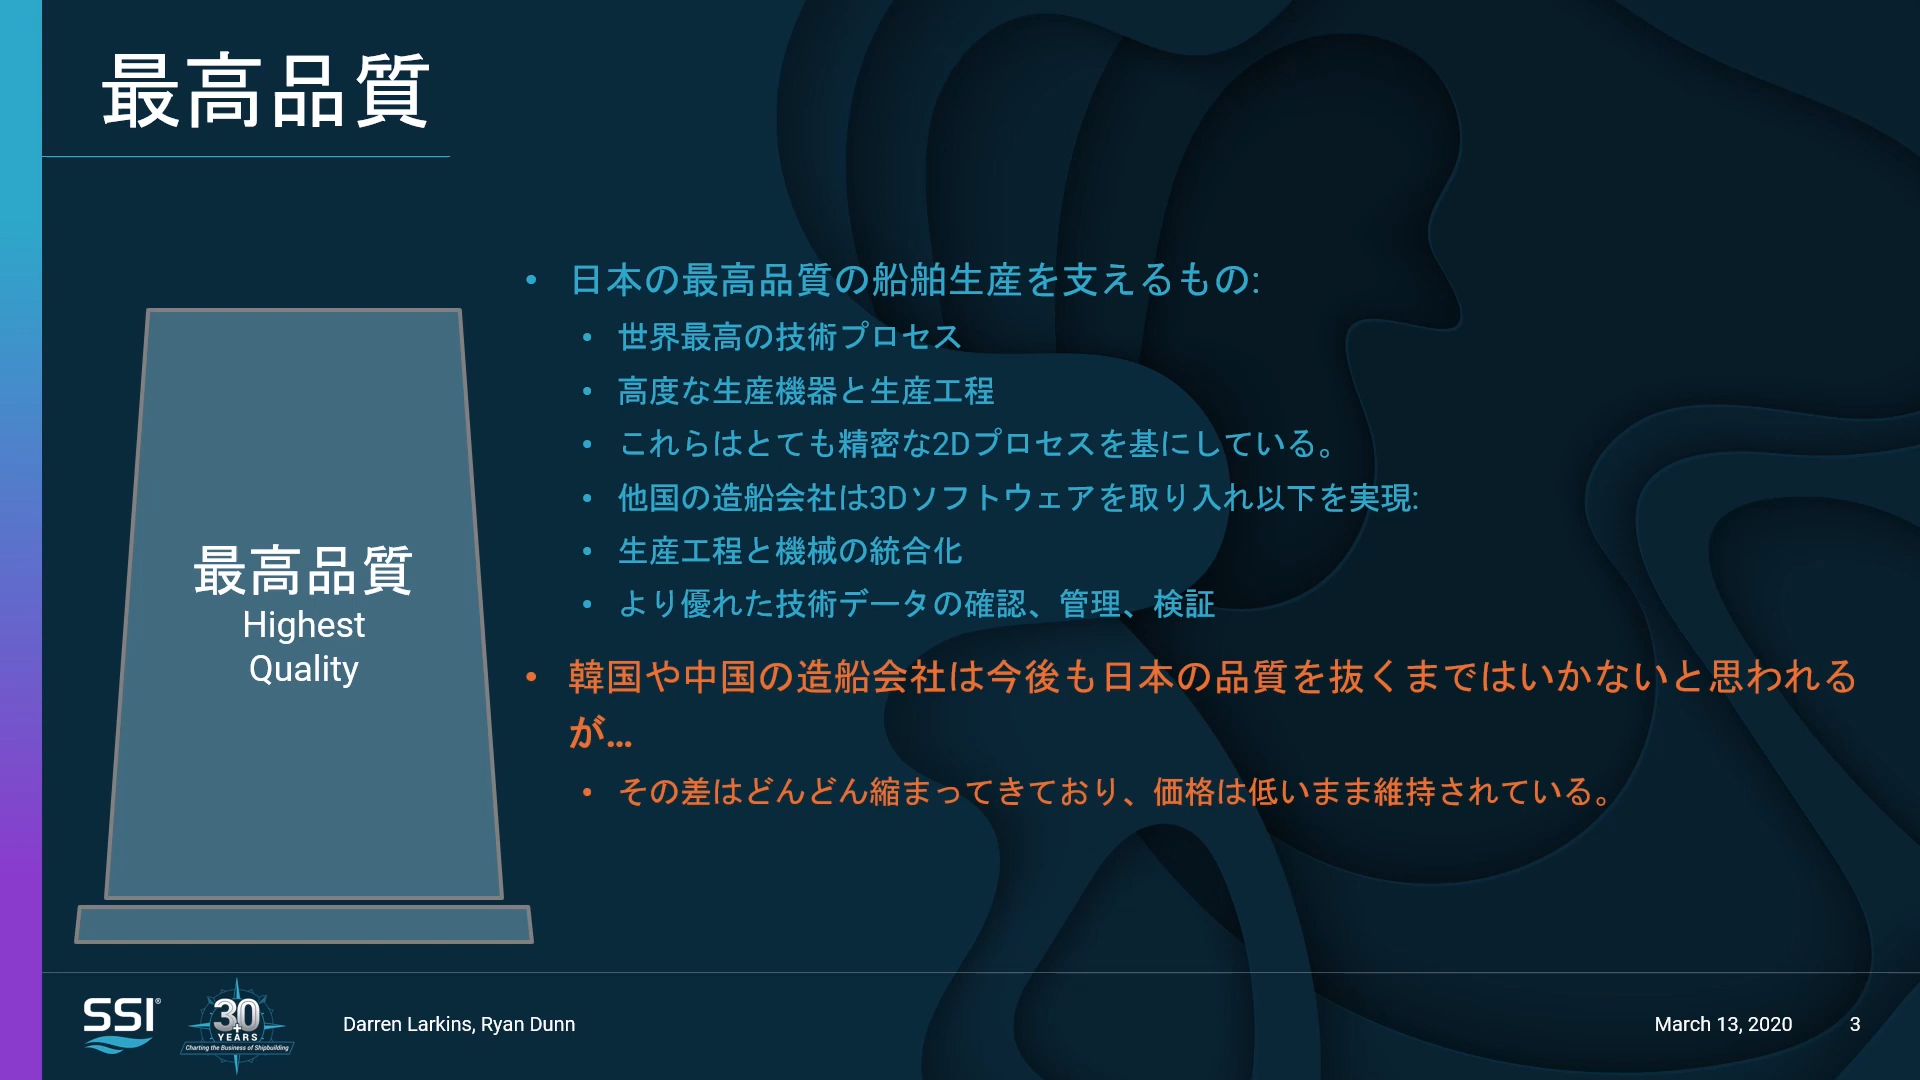 最高品質
• 日本の最高品質の船舶生産を支えるもの:
• 世界最高の技術プロセス
• 高度な生産機器と生産工程
• これらはとても精密な2Dプロセスを基にしている。
• 他国の造船会社は3Dソフトウェアを取り入れ以下を実現:
• 生産工程と機械の統合化
• より優れた技術データの確認、管理、検証
• 韓国や中国の造船会社は今後も日本の品質を抜くまではいかないと思われる
が...
• その差はどんどん縮まってきており、価格は低いまま維持されている。
最高品質
Highest
Quality
SSI®
30+
YEARS
Charting the Business of Shipbuilding
Darren Larkins, Ryan Dunn
March 13, 2020
3